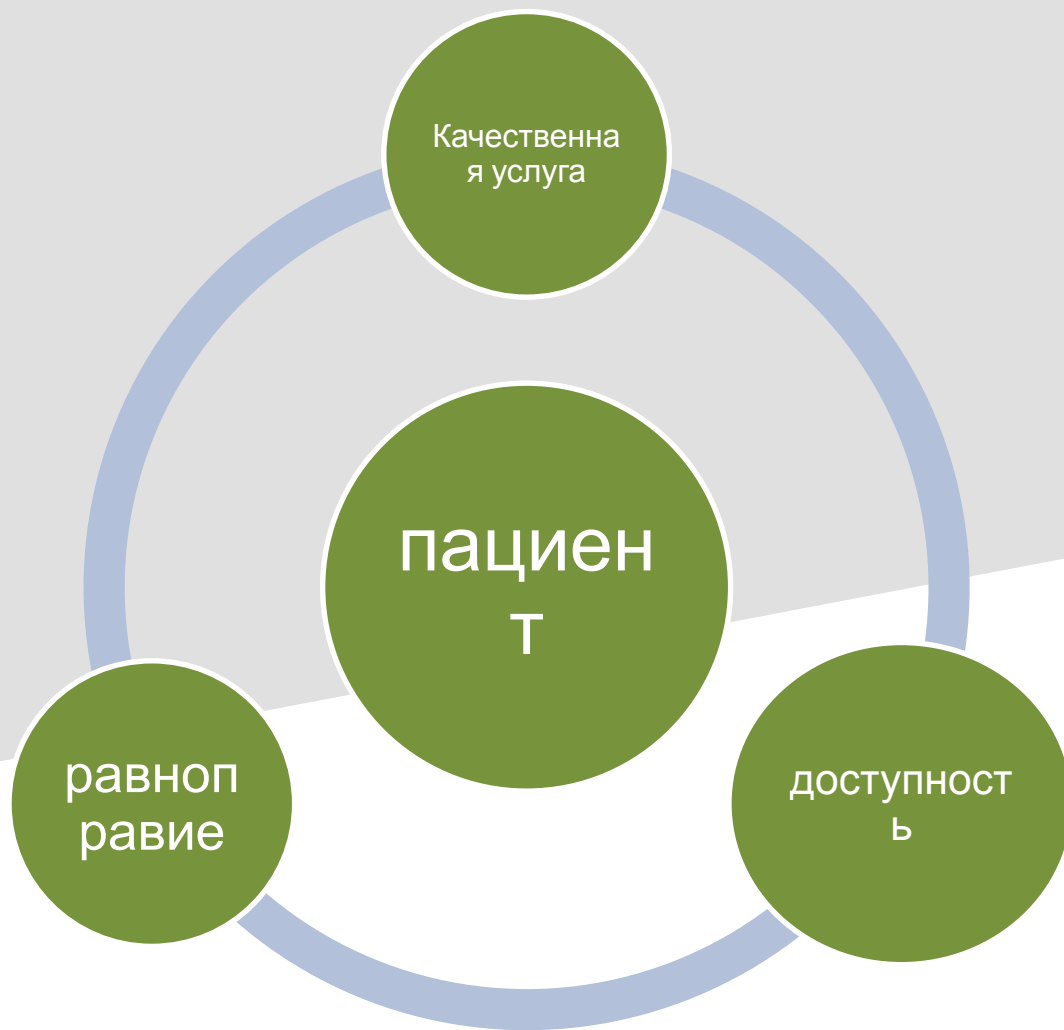 Качественна
я услуга
пациен
т
равноп
равие
доступност
ь